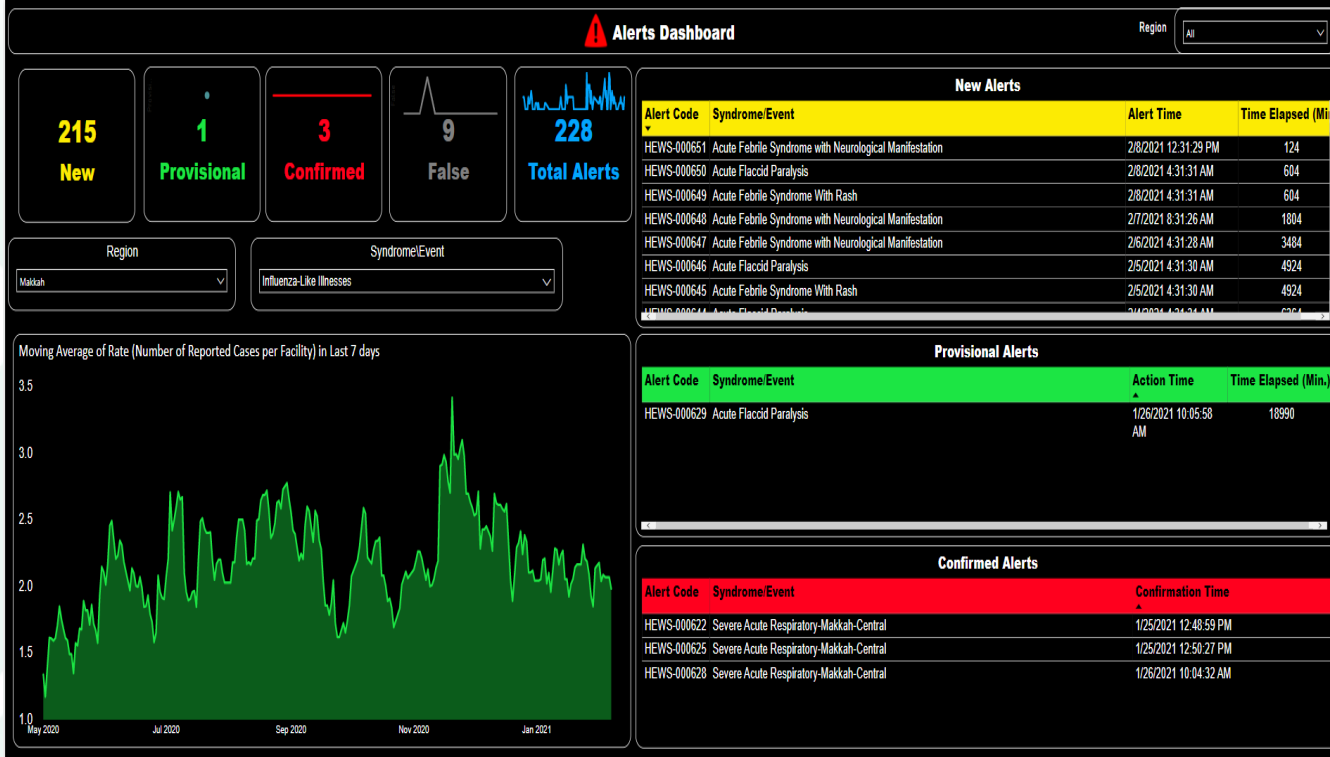 Alerts Dashboard
Region
All
215
New
1
Provisional
3
Confirmed
9
False
228
Total Alerts
Region
Makkah
Syndrome\Event
Influenza-Like Illnesses
Moving Average of Rate (Number of Reported Cases per Facility) in Last 7 days
3.5
3.0
2.5
2.0
1.5
1.0
May 2020 Jul 2020 Sep 2020 Nov 2020 Jan 2021
New Alerts
Alert Code Syndrome/Event Alert Time Time Elapsed (Mi
HEWS-000651 Acute Febrile Syndrome with Neurological Manifestation 2/8/2021 12:31:29 PM 124
HEWS-000650 Acute Flaccid Paralysis 2/8/2021 4:31:31 AM 604
HEWS-000649 Acute Febrile Syndrome With Rash 2/8/2021 4:31:31 AM 604
HEWS-000648 Acute Febrile Syndrome with Neurological Manifestation 2/7/2021 8:31:26 AM 1804
HEWS-000647 Acute Febrile Syndrome with Neurological Manifestation 2/6/2021 4:31:28 AM 3484
HEWS-000646 Acute Flaccid Paralysis 2/5/2021 4:31:30 AM 4924
HEWS-000645 Acute Febrile Syndrome With Rash 2/5/2021 4:31:30 AM 4924
Provisional Alerts
Alert Code Syndrome/Event Action Time Time Elapsed (Min.)
HEWS-000629 Acute Flaccid Paralysis 1/26/2021 10:05:58 18990
AM
Confirmed Alerts
Alert Code Syndrome/Event Confirmation Time
HEWS-000622 Severe Acute Respiratory-Makkah-Central 1/25/2021 12:48:59 PM
HEWS-000625 Severe Acute Respiratory-Makkah-Central 1/25/2021 12:50:27 PM
HEWS-000628 Severe Acute Respiratory-Makkah-Central 1/26/2021 10:04:32 AM